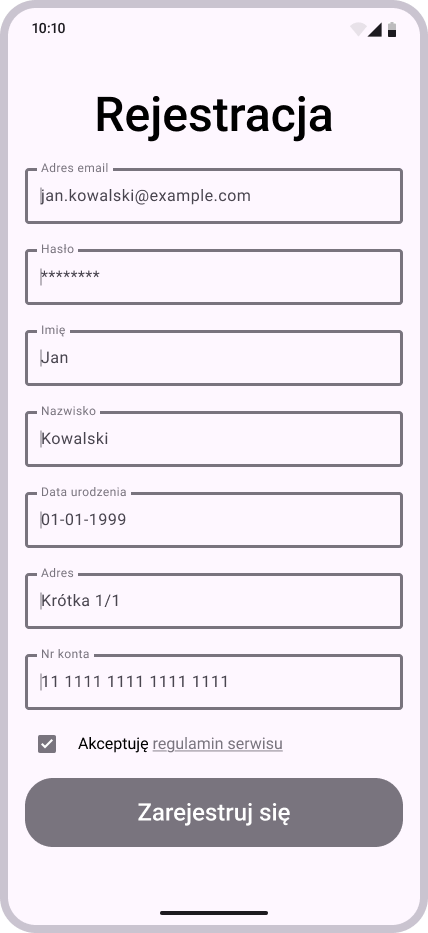 10:10
Rejestracja
Adres email
jan.kowalski@example.com
Hasło
********
Imię
Jan
Nazwisko
Kowalski
Data urodzenia
01-01-1999
Adres
Krótka 1/1
Nr konta
11 1111 1111 1111 1111
Akceptuję regulamin serwisu
Zarejestruj się